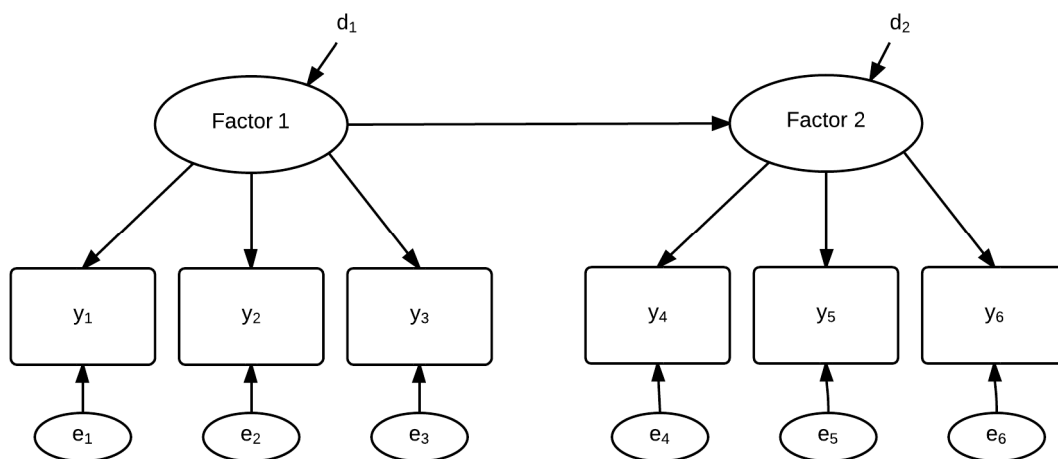 d₁ d₂
Factor 1 Factor 2
y₁ y₂ y₃ y₄ y₅ y₆
e₁ e₂ e₃ e₄ e₅ e₆